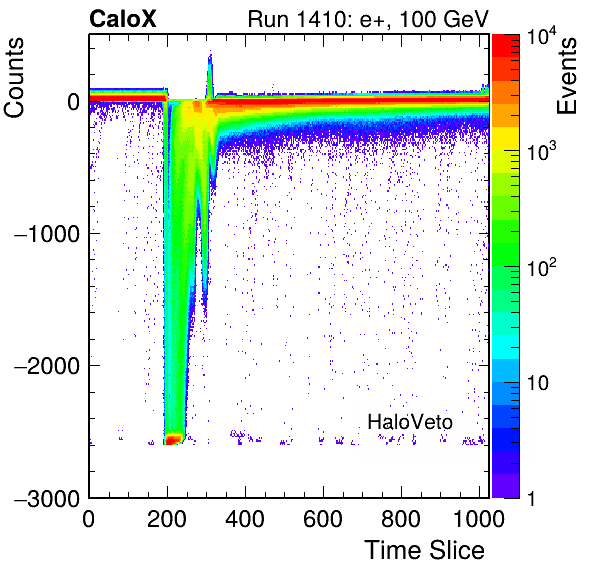 CaloX Run 1410: e+, 100 GeV
Counts
0
−1000
−2000
−3000
0 200 400 600 800 1000
Time Slice
HaloVeto
10⁴
10³
10²
10
1
Events